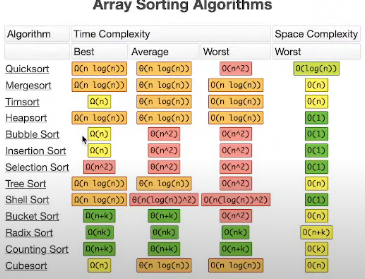 Array Sorting Algorithms
Algorithm Time Complexity Space Complexity
Best Average Worst Worst
Quicksort Ω(n log(n)) Θ(n log(n)) O(n^2) O(log(n))
Mergesort Ω(n log(n)) Θ(n log(n)) O(n log(n)) O(n)
Timsort Ω(n) Θ(n log(n)) O(n log(n)) O(n)
Heapsort Ω(n log(n)) Θ(n log(n)) O(n log(n)) O(1)
Bubble Sort Ω(n) Θ(n^2) O(n^2) O(1)
Insertion Sort Ω(n) Θ(n^2) O(n^2) O(1)
Selection Sort Ω(n^2) Θ(n^2) O(n^2) O(1)
Tree Sort Ω(n log(n)) Θ(n log(n)) O(n^2) O(n)
Shell Sort Ω(n log(n)) Θ(n(log(n))^2) O(n(log(n))^2) O(1)
Bucket Sort Ω(n+k) Θ(n+k) O(n^2) O(n)
Radix Sort Ω(nk) Θ(nk) O(nk) O(n+k)
Counting Sort Ω(n+k) Θ(n+k) O(n+k) O(k)
Cubesort Ω(n) Θ(n log(n)) O(n log(n)) O(n)